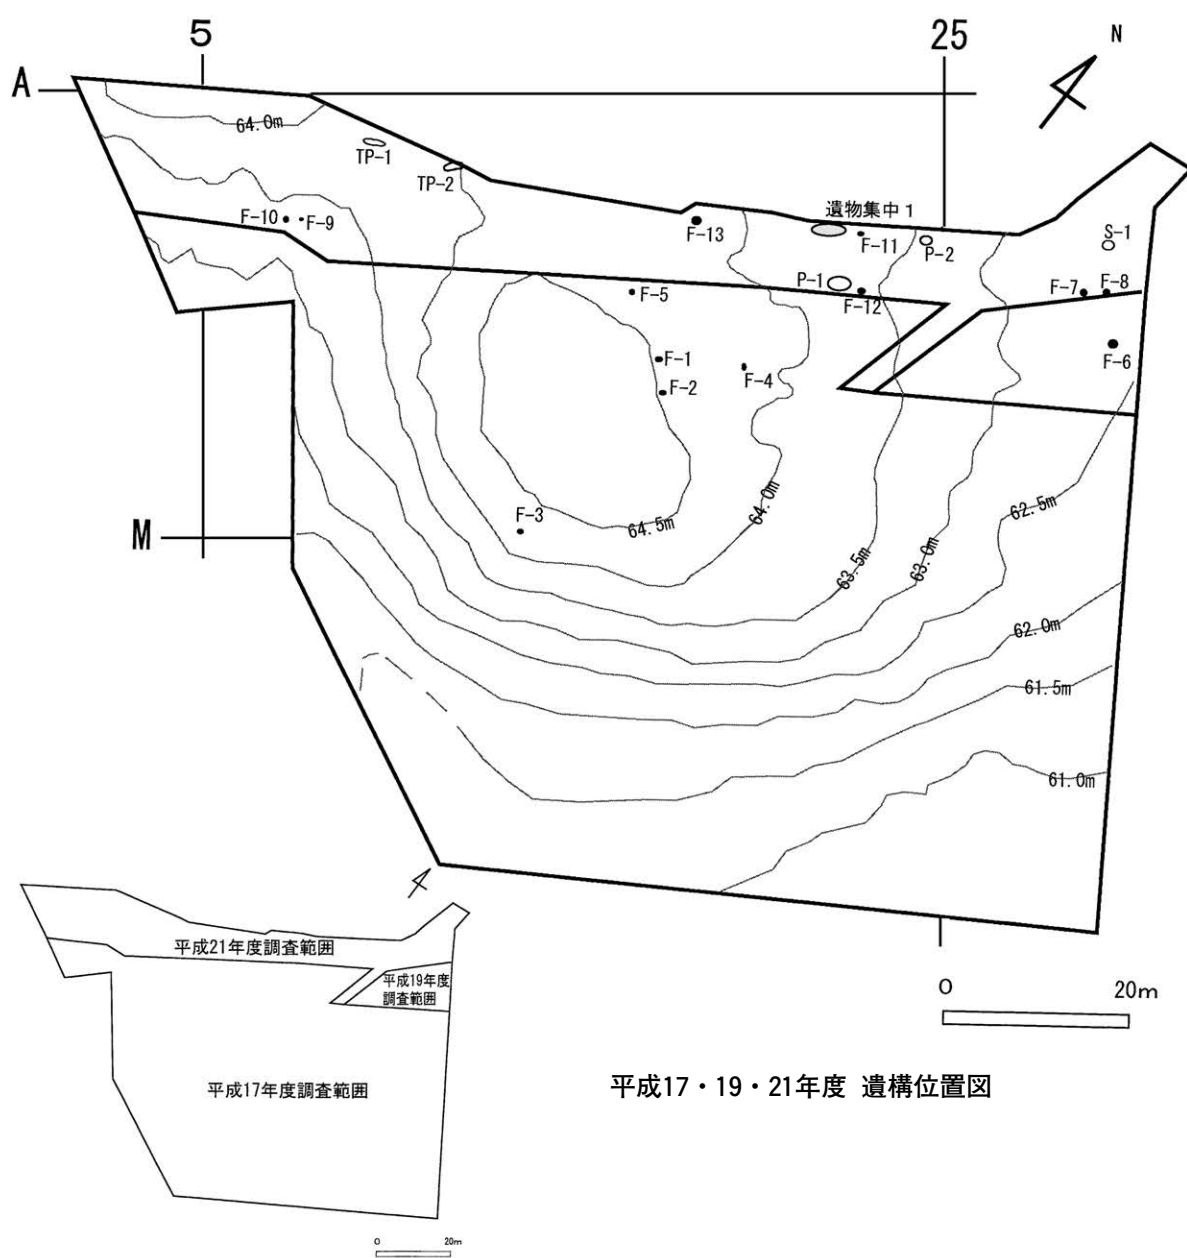 5
25
N
A
64.0m
TP-1
TP-2
F-10
F-9
遺物集中1
F-13
F-11
P-2
S-1
P-1
F-12
F-7
F-8
F-5
F-6
F-1
F-4
F-2
F-3
M
64.5m
64.0m
63.5m
63.0m
62.5m
62.0m
61.5m
61.0m
平成21年度調査範囲
平成19年度
調査範囲
平成17年度調査範囲
0 20m
平成17・19・21年度 遺構位置図
0 20m